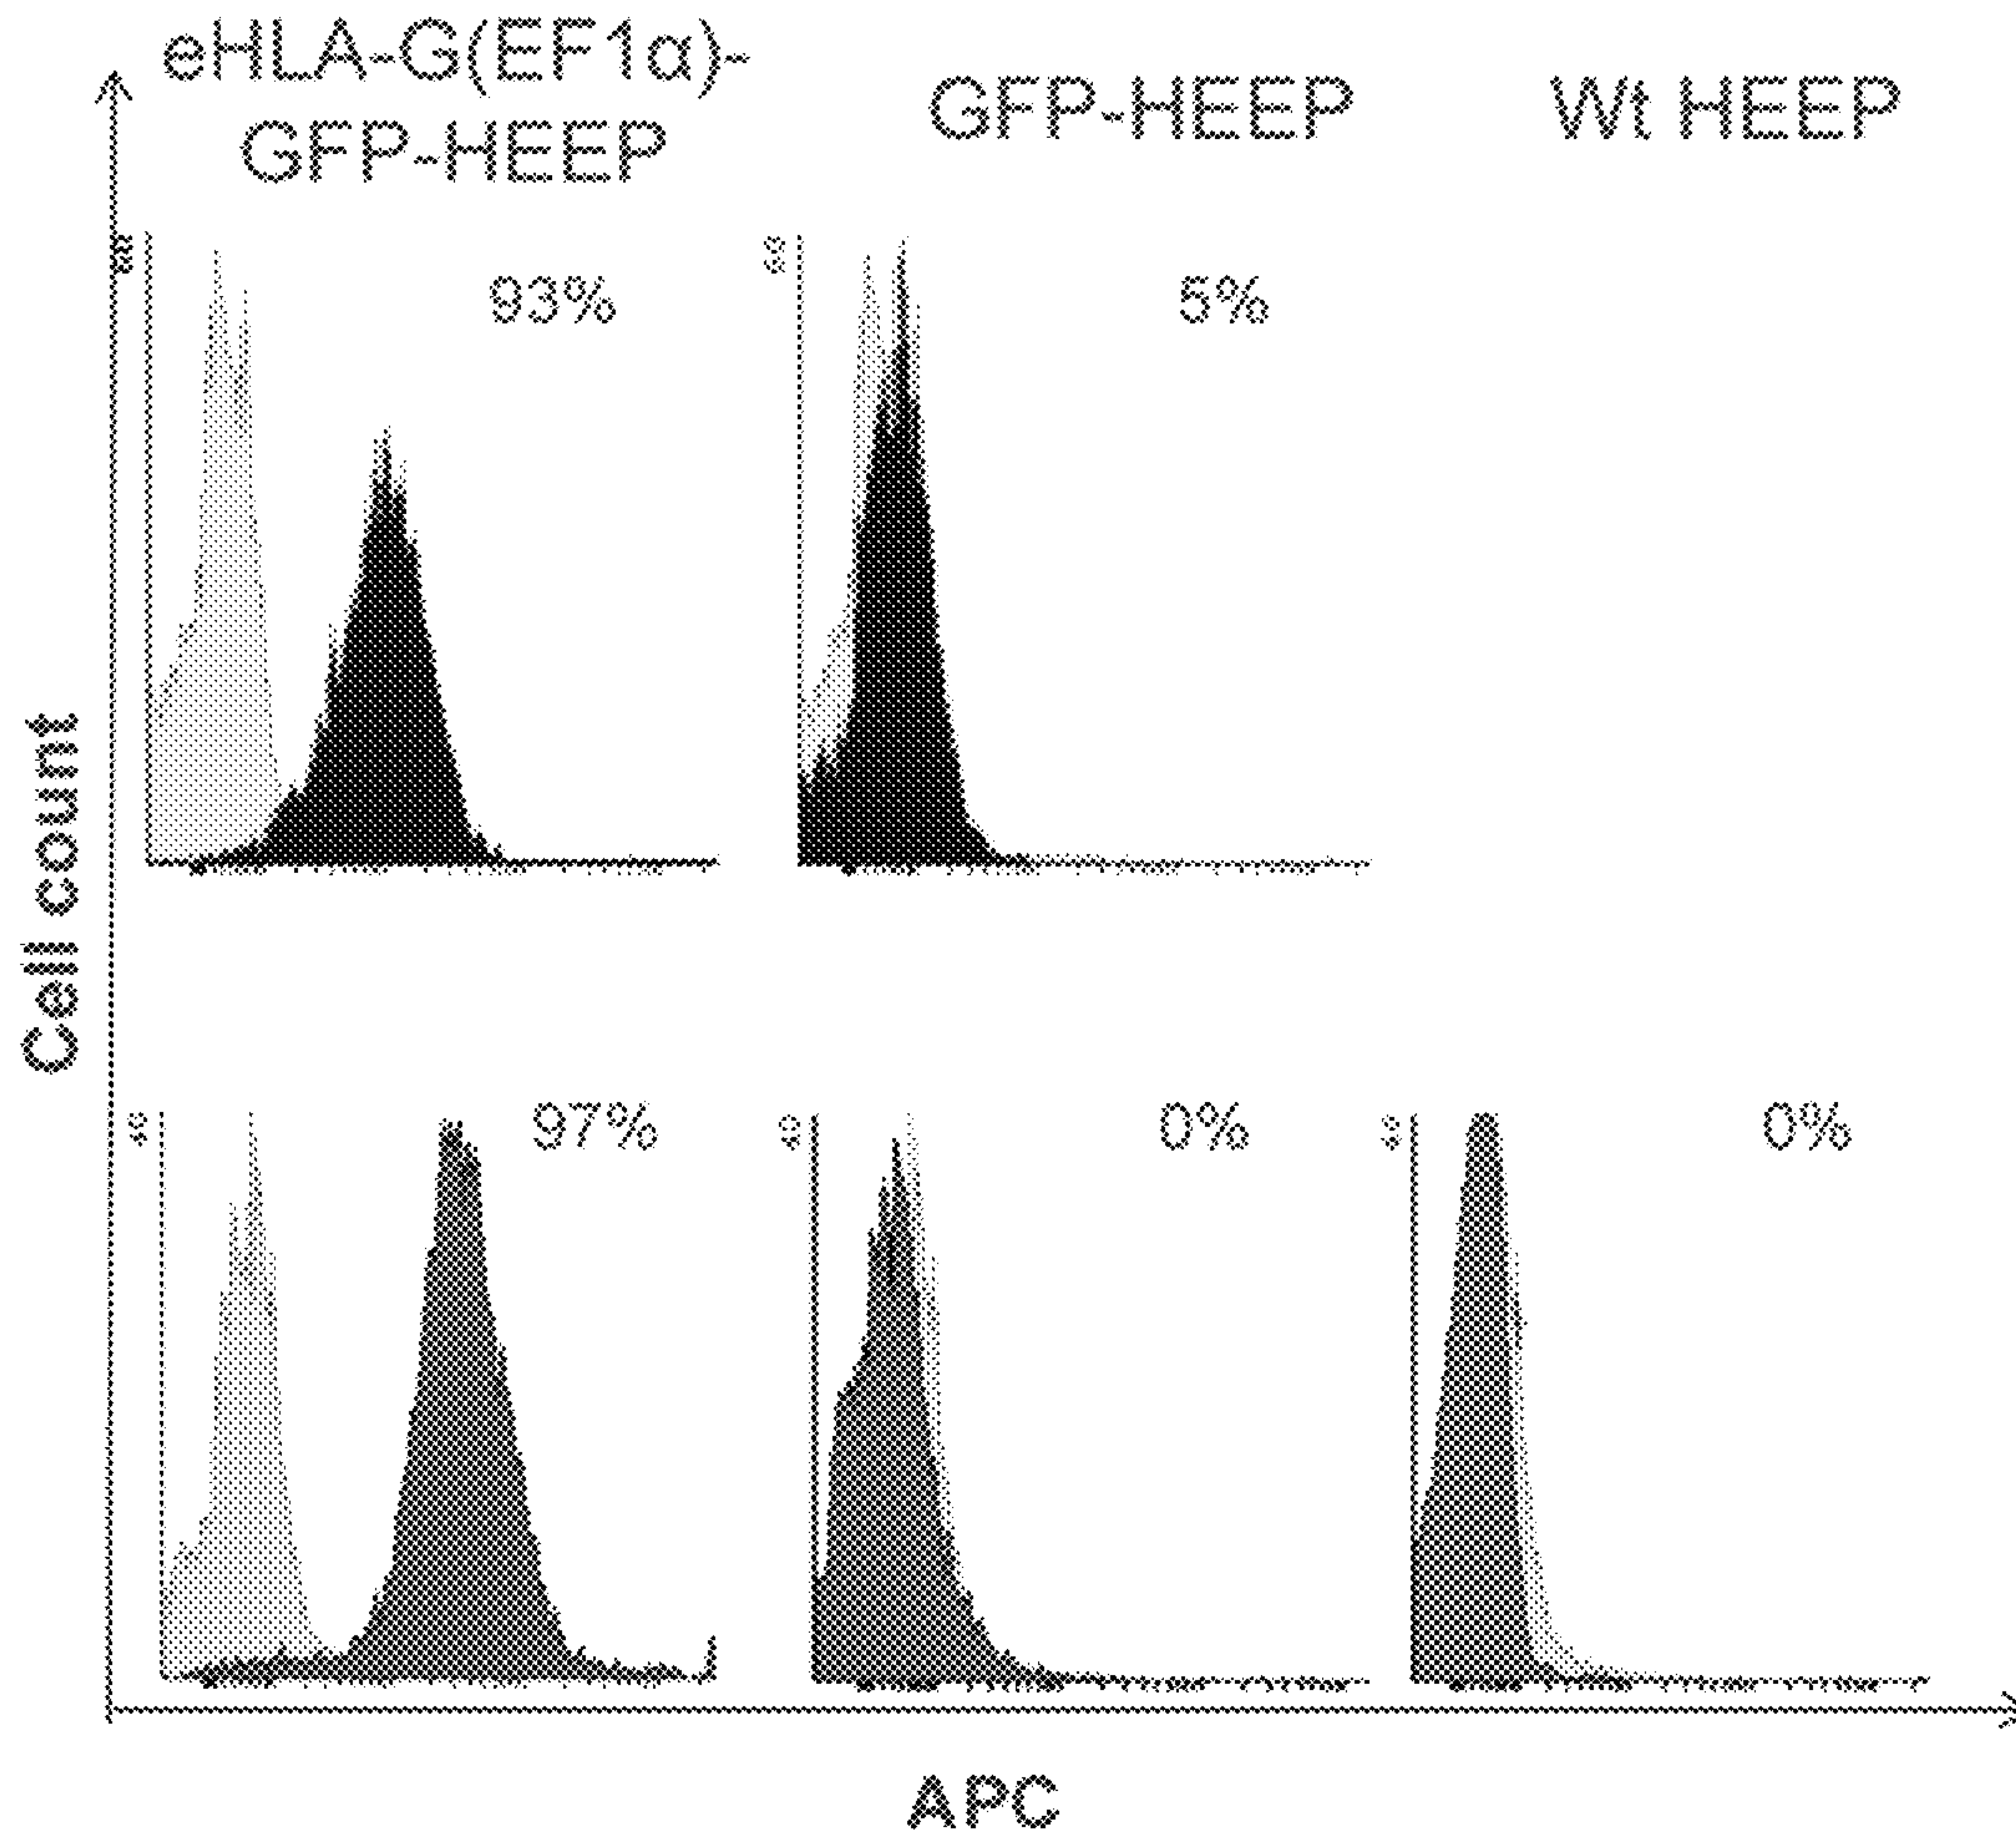 eHLA-G(EF1α)-
GFP-HEEP
GFP-HEEP
Wt HEEP
93%
5%
Cell count
97%
0%
0%
APC